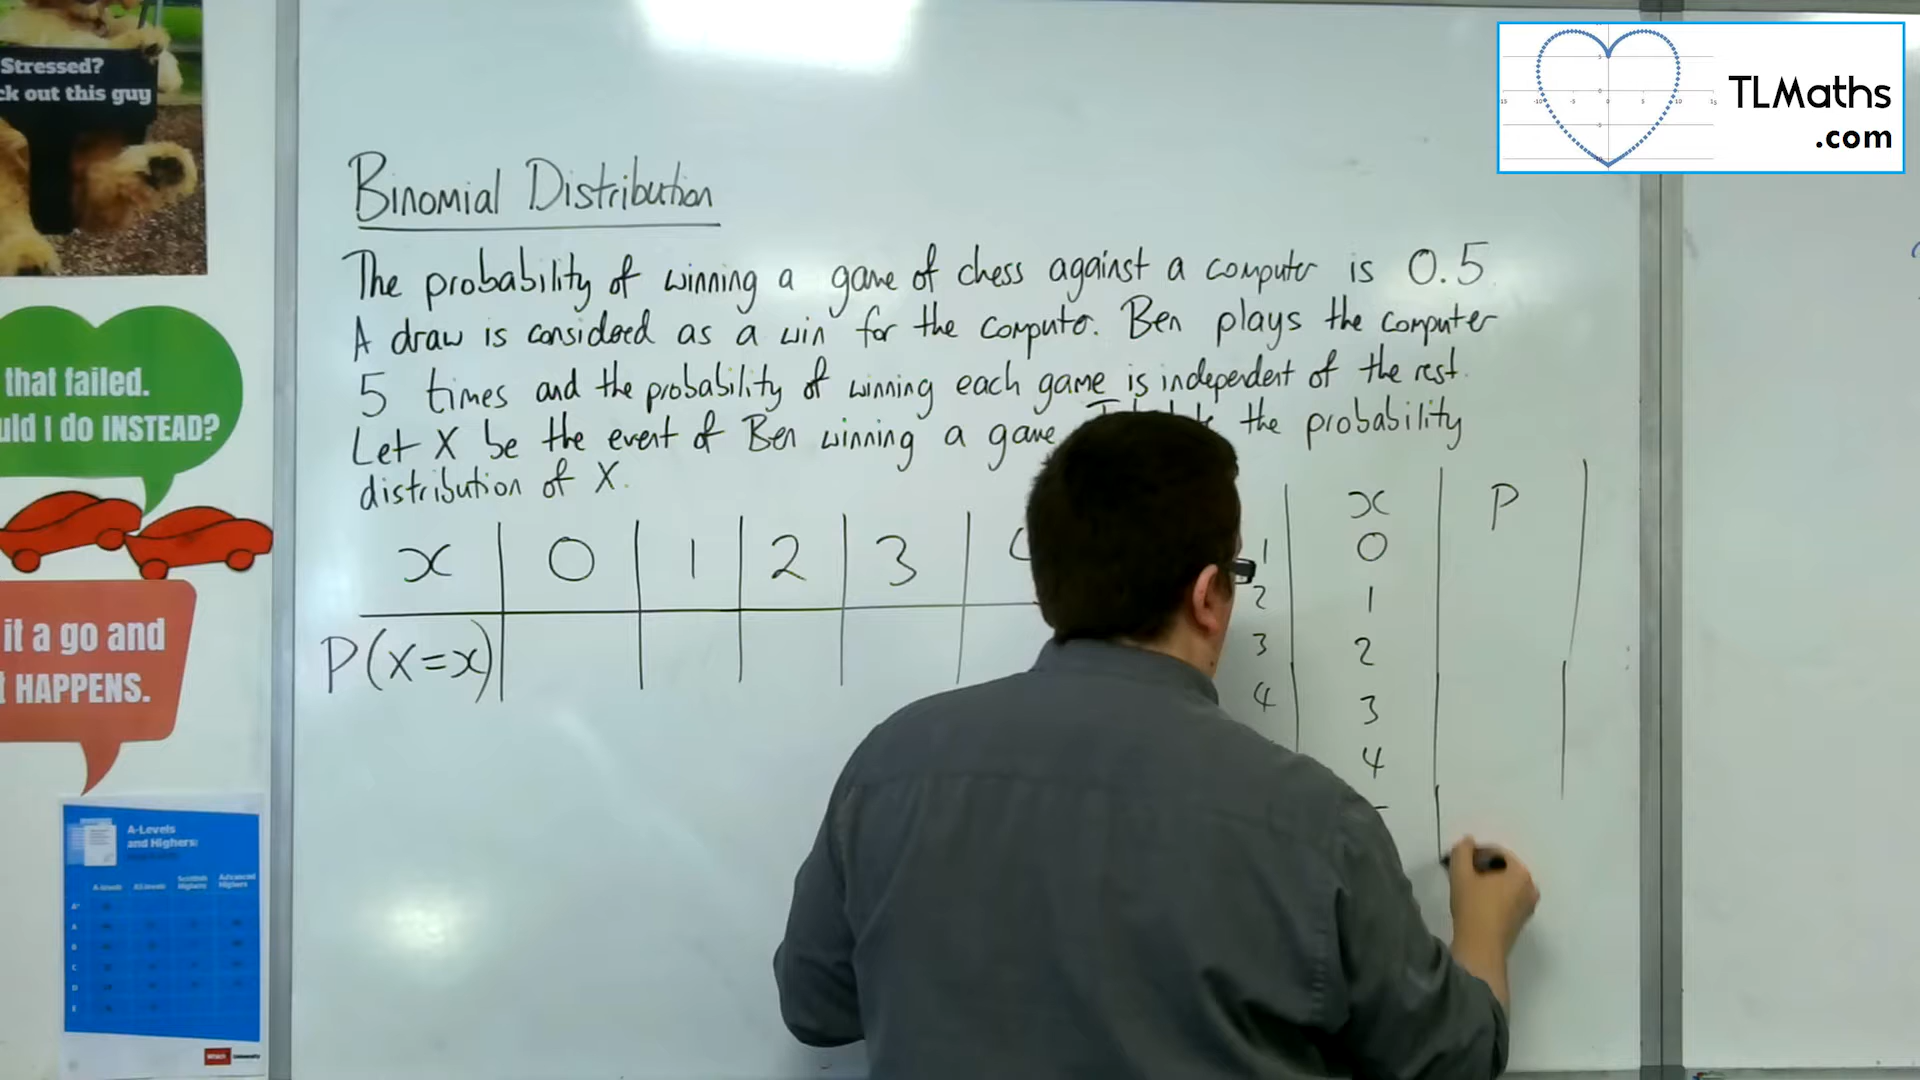 Stressed?
ck out this guy
that failed.
uld I do INSTEAD?
it a go and
t HAPPENS.
A-Levels
and Highers:
TLMaths
.com
Binomial Distribution
The probability of winning a game of chess against a computer is 0.5.
A draw is considered as a win for the computer. Ben plays the computer
5 times and the probability of winning each game is independent of the rest.
Let X be the event of Ben winning a game the probability
distribution of X.
x 0 1 2 3
P(X=x)
x P
1 0
2 1
3 2
4 3
4